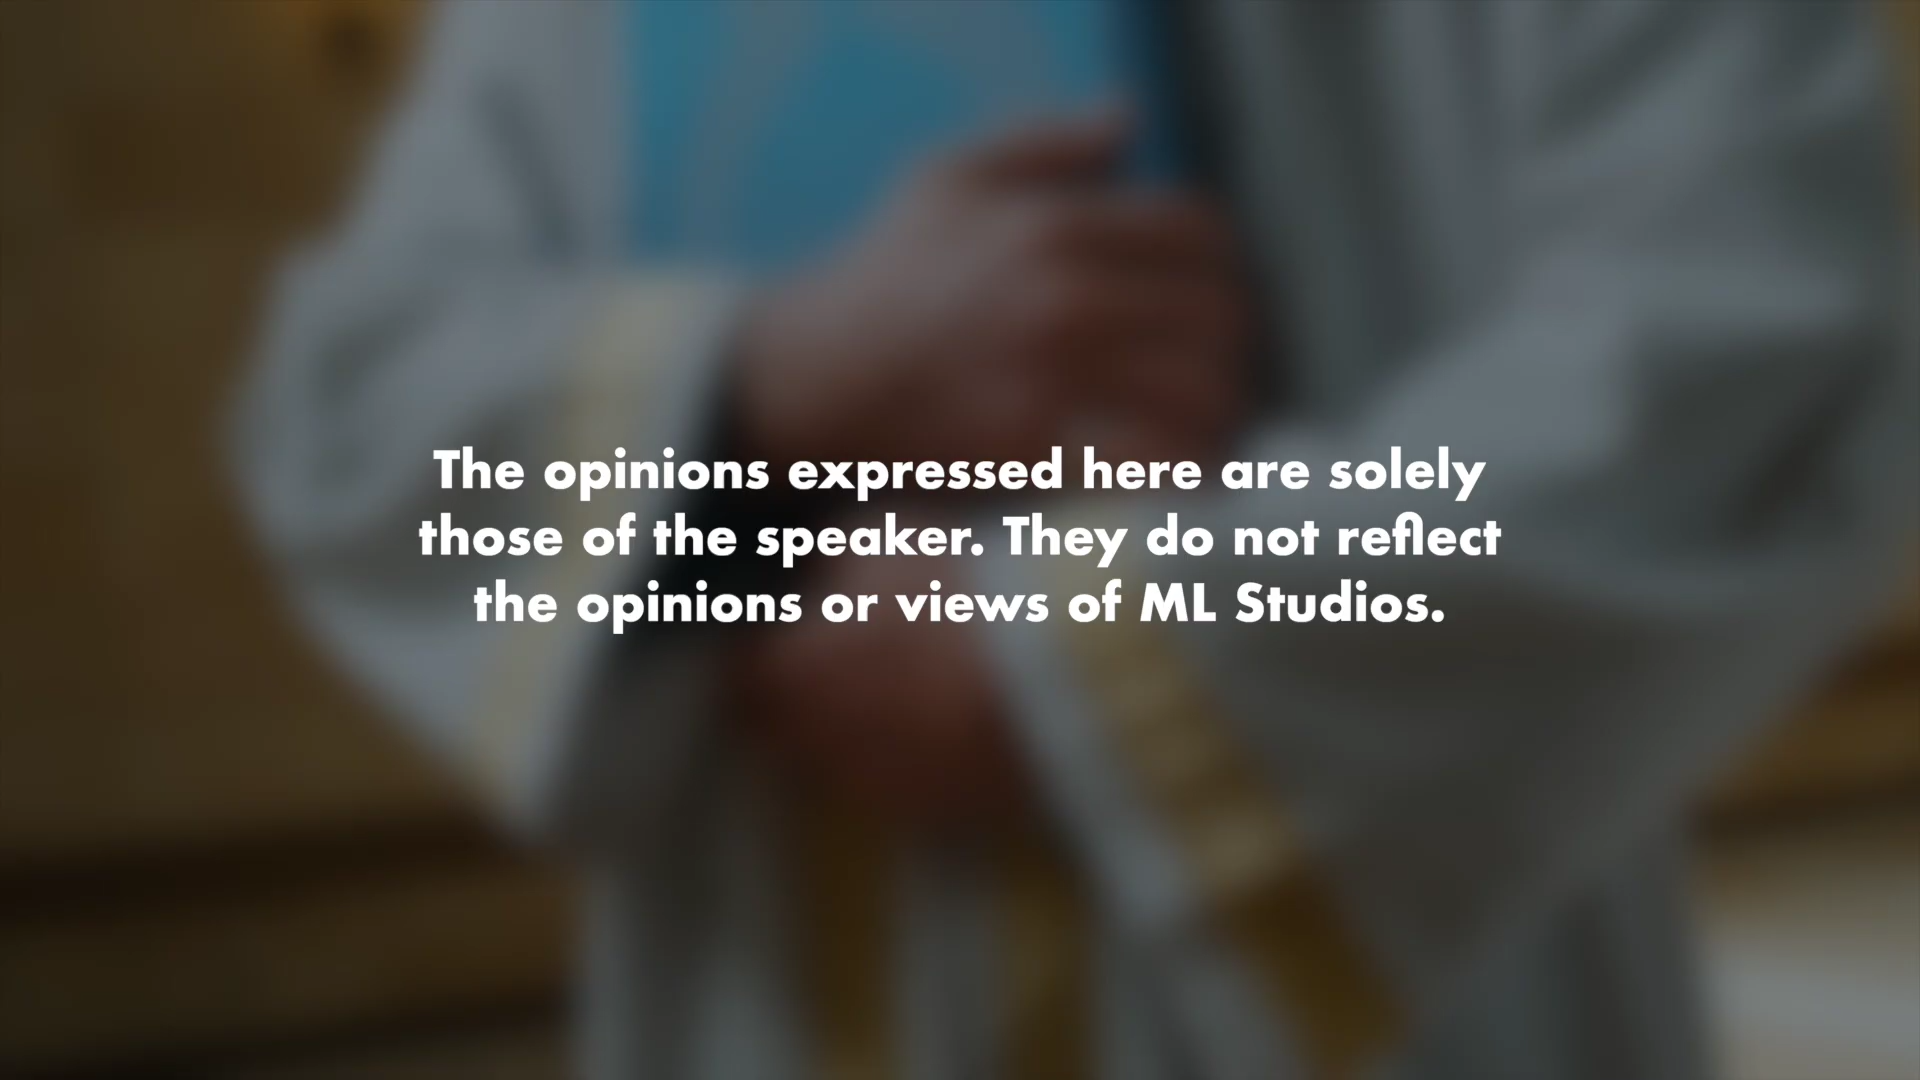 The opinions expressed here are solely
those of the speaker. They do not reflect
the opinions or views of ML Studios.